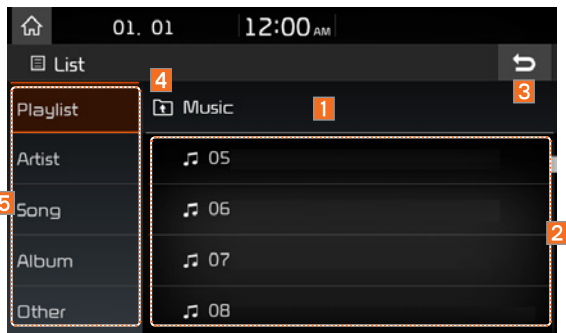 01. 01 12:00 AM
List
4
3
Playlist
Music 1
Artist
05
5
Song
06
2
Album
07
Other
08